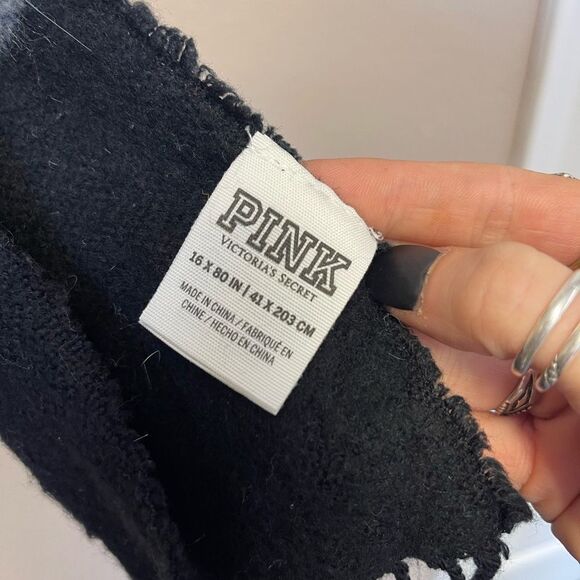 PINK
VICTORIA'S SECRET
16 X 80 IN | 41 X 203 CM
MADE IN CHINA / FABRIQUÉ EN
CHINE / HECHO EN CHINA